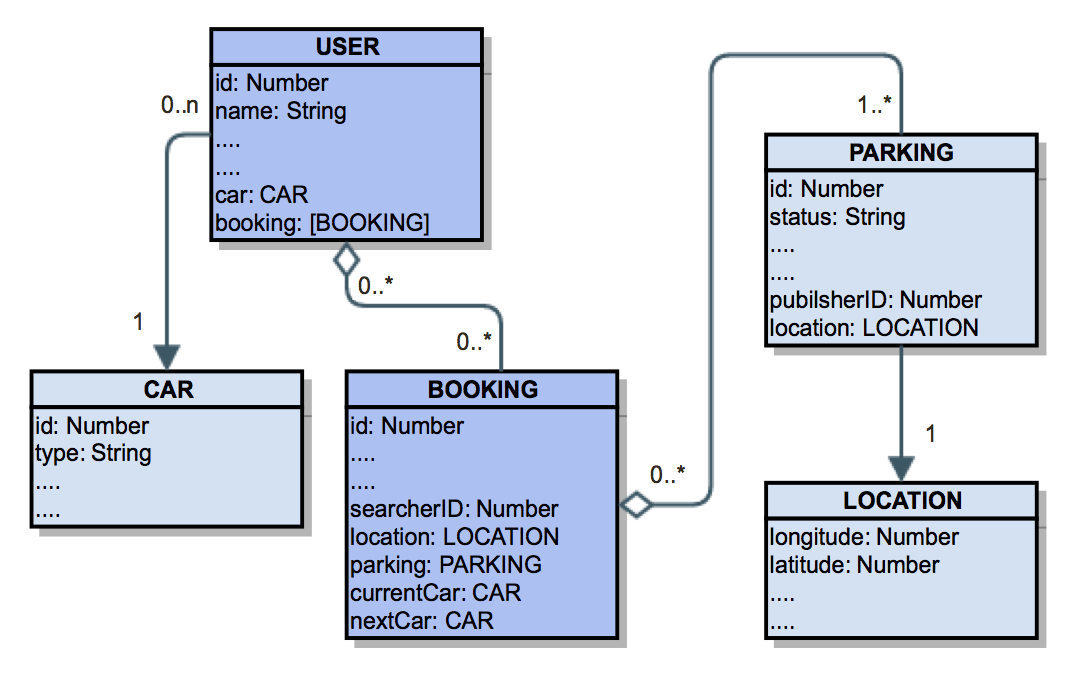 USER
id: Number
name: String
....
....
car: CAR
booking: [BOOKING]
0..n
1
0..*
0..*
CAR
id: Number
type: String
....
....
BOOKING
id: Number
....
....
searcherID: Number
location: LOCATION
parking: PARKING
currentCar: CAR
nextCar: CAR
0..*
1..*
PARKING
id: Number
status: String
....
....
pubilsherID: Number
location: LOCATION
1
LOCATION
longitude: Number
latitude: Number
....
....